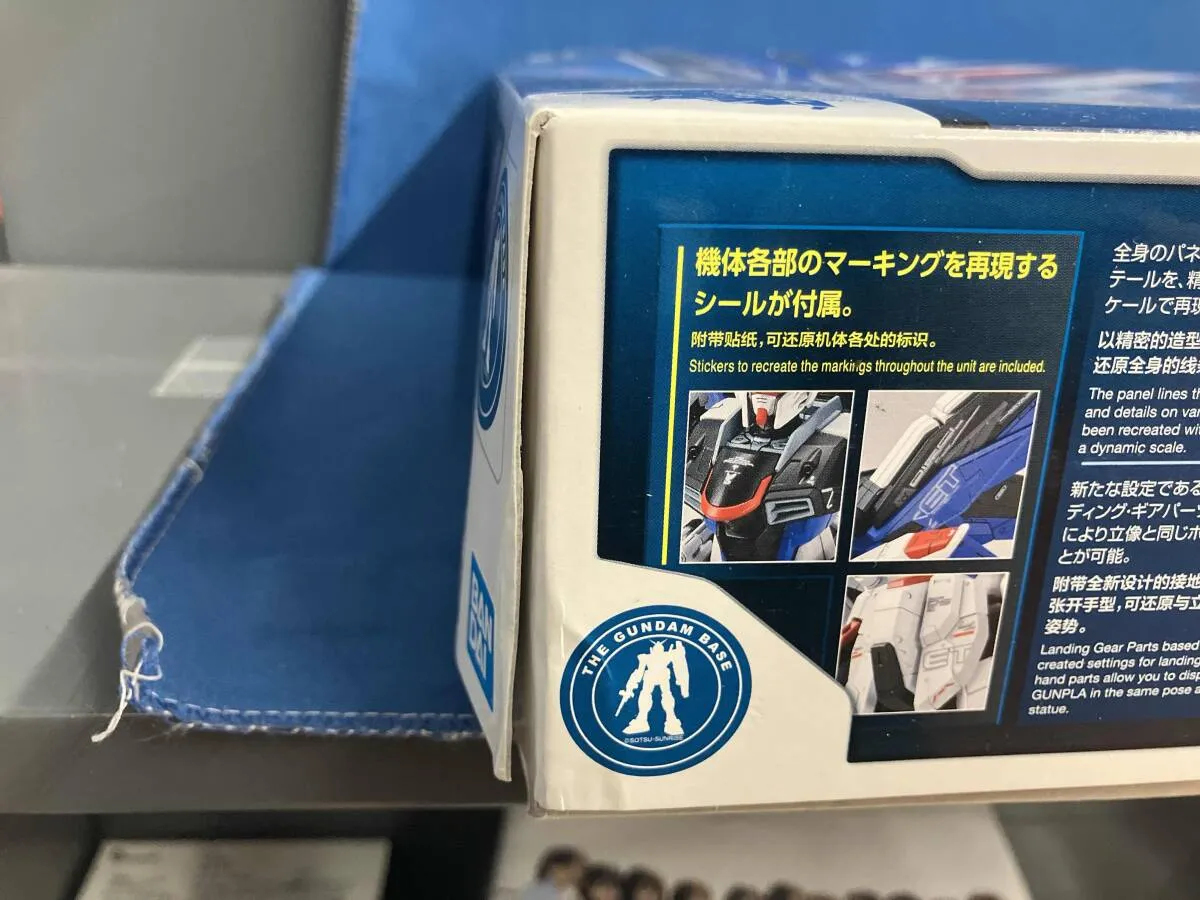 機体各部のマーキングを再現する
シールが付属。
附带贴纸,可还原机体各处的标识。
Stickers to recreate the markings throughout the unit are included.
全身のパネ
テールを、精
ケールで再現
以精密的造型
还原全身的线条
The panel lines th
and details on var
been recreated wit
a dynamic scale.
新たな設定である
ディング・ギアパーツ
により立像と同じポ
とが可能。
附带全新设计的接地
张开手型,可还原与立
姿势。
Landing Gear Parts based
created settings for landing
hand parts allow you to disp
GUNPLA in the same pose a
statue.
BAN
DAI
THE GUNDAM BASE
©SOTSU・SUNRISE